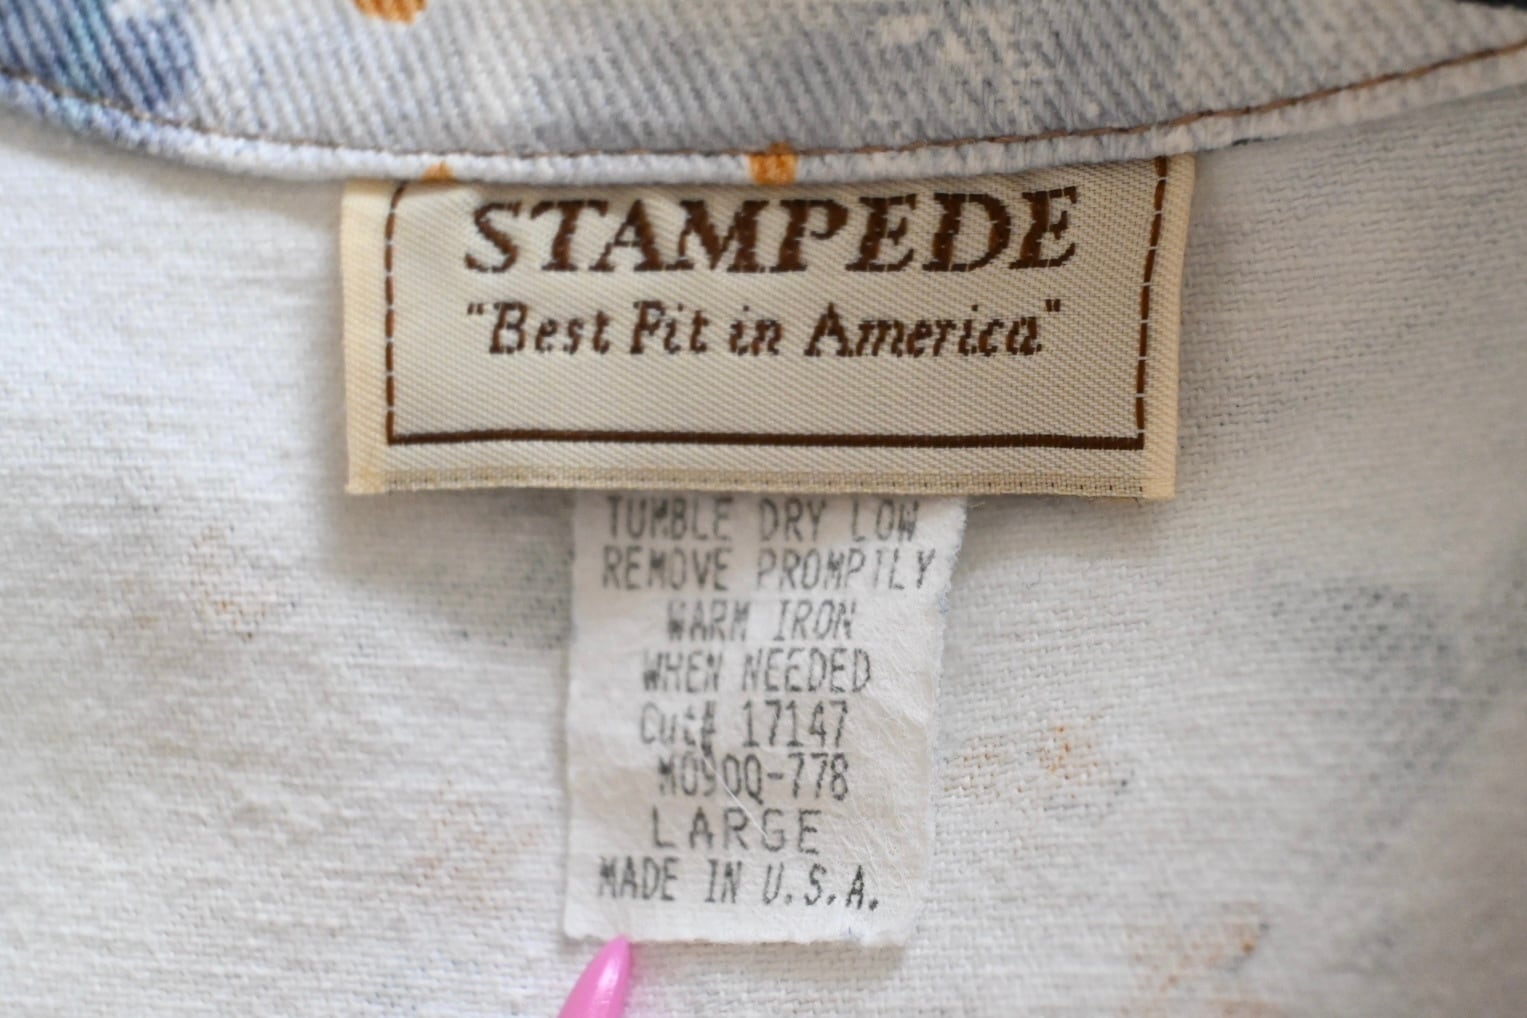 STAMPEDE
"Best Fit in America"
TUMBLE DRY LOW
REMOVE PROMPTLY
WARM IRON
WHEN NEEDED
Cut# 17147
M090Q-778
LARGE
MADE IN U.S.A.